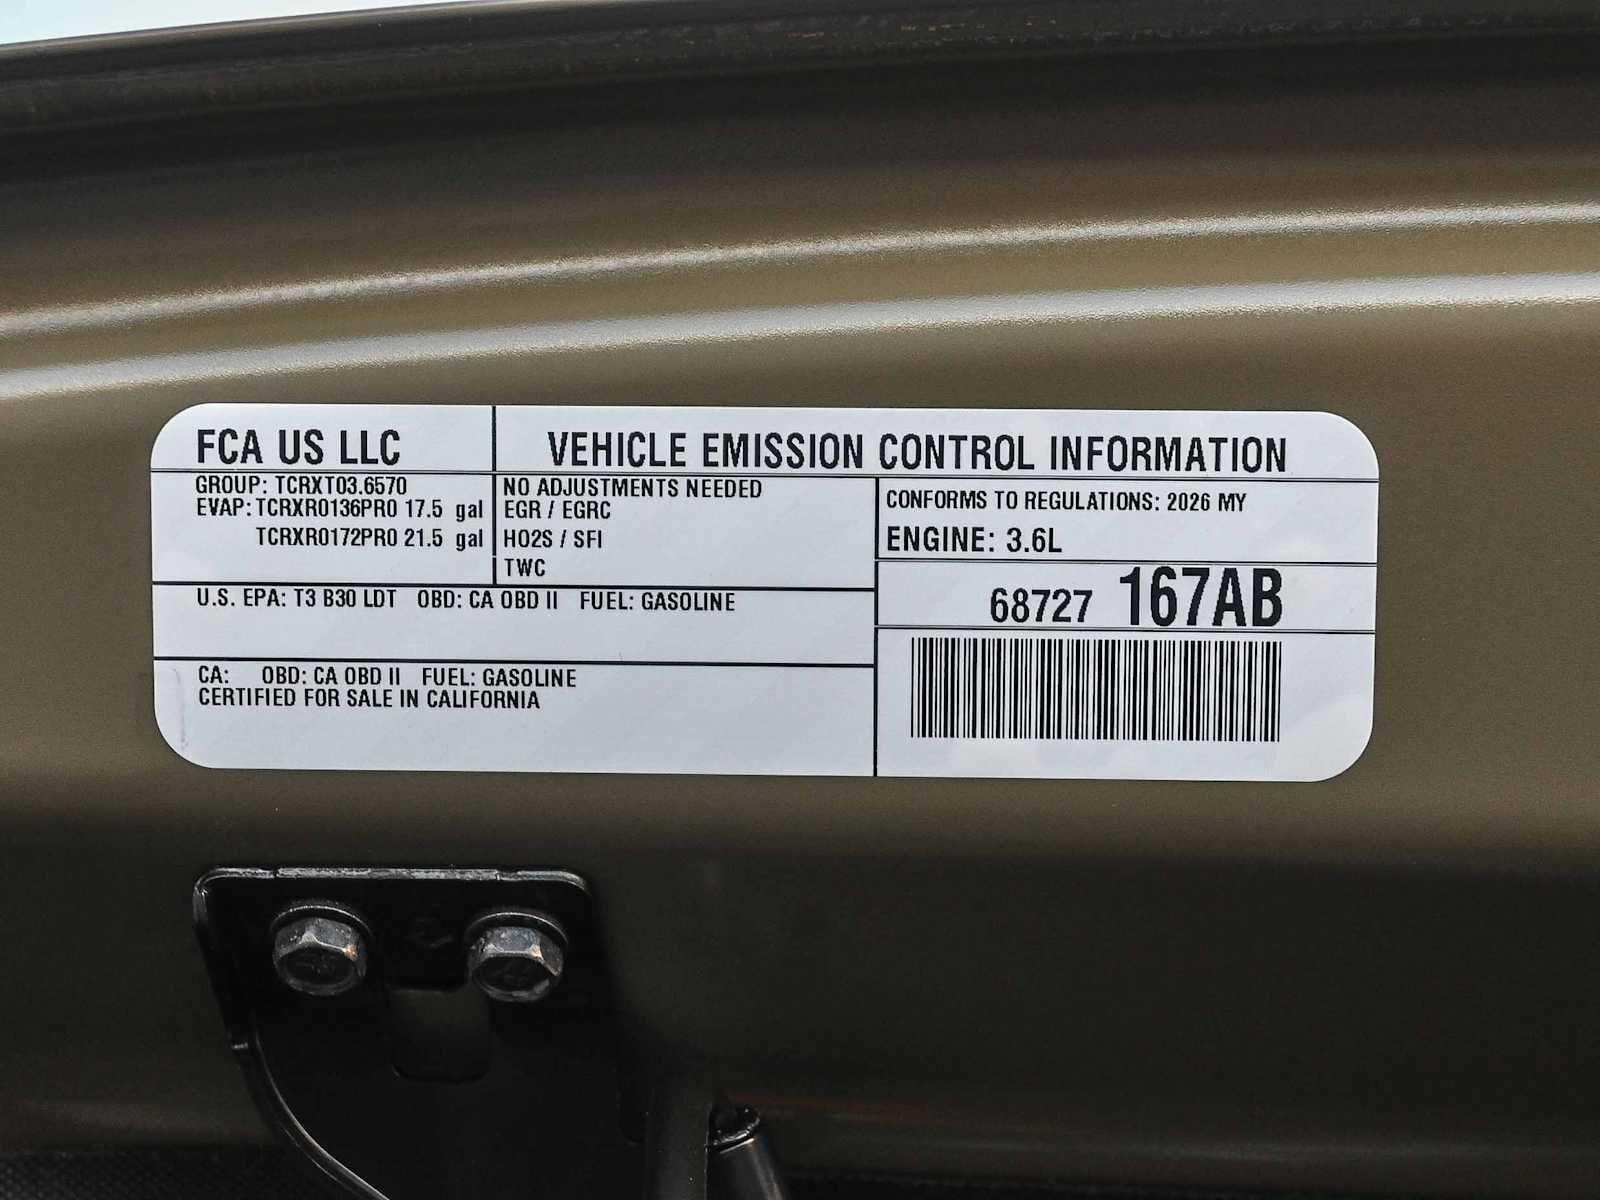 FCA US LLC
VEHICLE EMISSION CONTROL INFORMATION
GROUP: TCRXT03.6570
EVAP: TCRXR0136PR0 17.5 gal
TCRXR0172PR0 21.5 gal
NO ADJUSTMENTS NEEDED
EGR / EGRC
HO2S / SFI
TWC
CONFORMS TO REGULATIONS: 2026 MY
ENGINE: 3.6L
68727 167AB
U.S. EPA: T3 B30 LDT OBD: CA OBD II FUEL: GASOLINE
CA: OBD: CA OBD II FUEL: GASOLINE
CERTIFIED FOR SALE IN CALIFORNIA